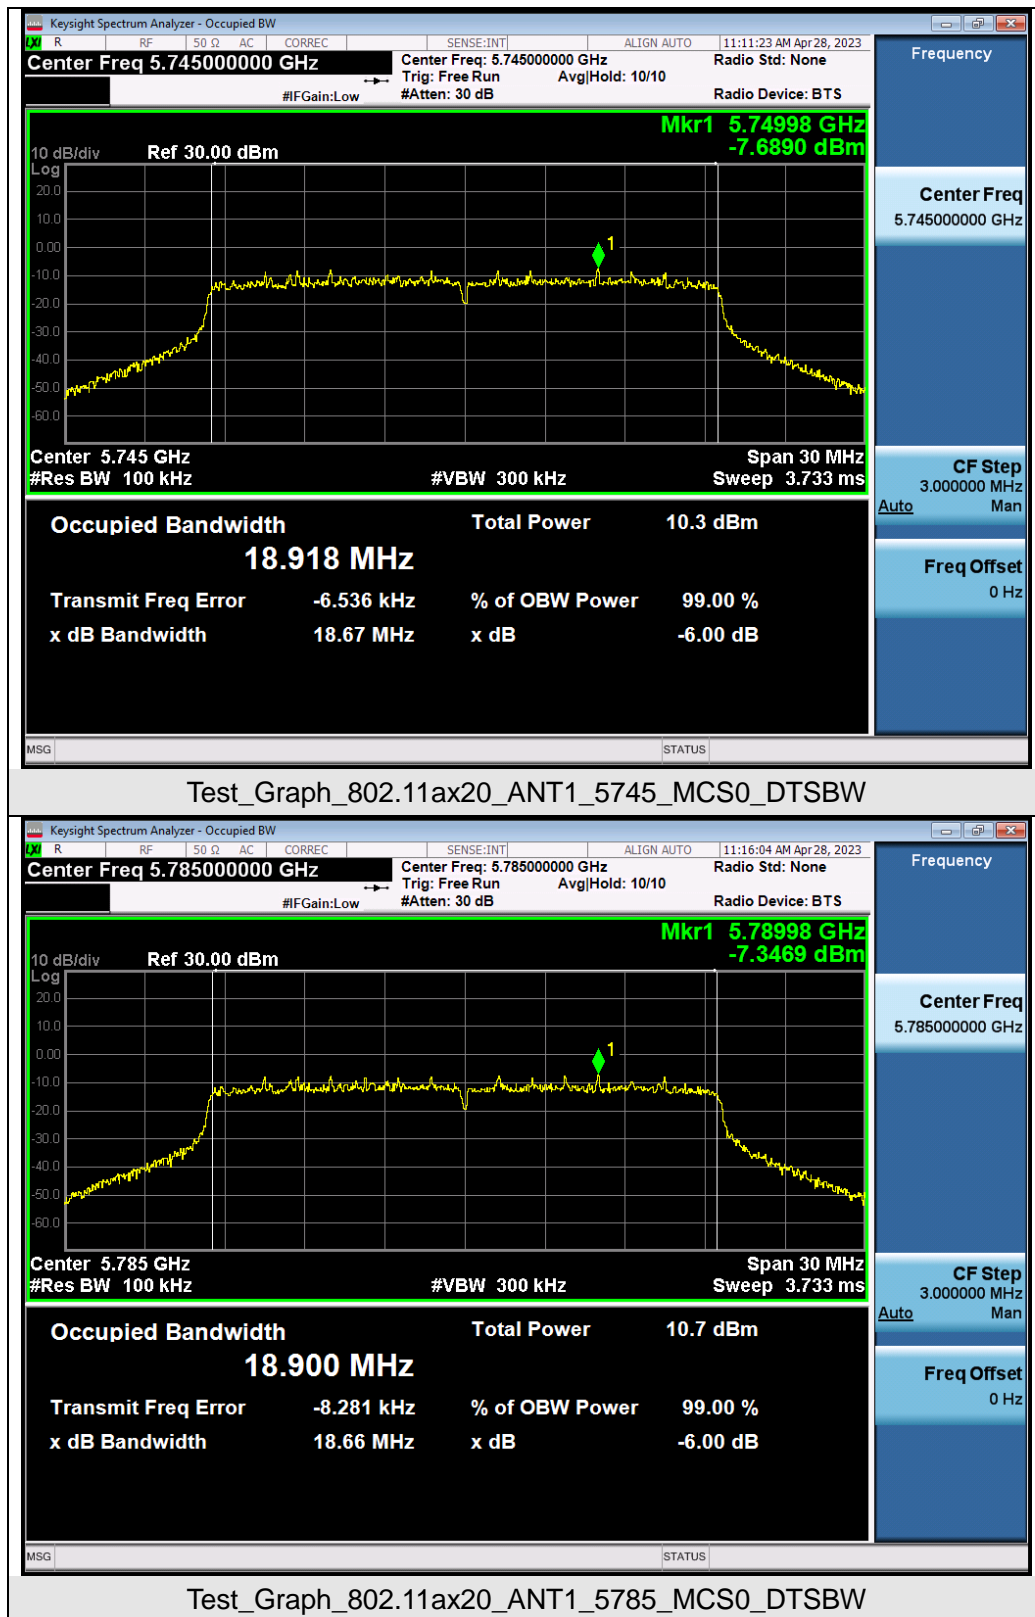 Keysight Spectrum Analyzer - Occupied BW
LXI R RF 50 Ω AC CORREC SENSE:INT ALIGN AUTO 11:11:23 AM Apr 28, 2023
Center Freq 5.745000000 GHz
Center Freq: 5.745000000 GHz Radio Std: None
Trig: Free Run Avg|Hold: 10/10
#IFGain:Low #Atten: 30 dB Radio Device: BTS
Frequency
Mkr1 5.74998 GHz
-7.6890 dBm
10 dB/div Ref 30.00 dBm
Log
20.0
10.0
0.00
-10.0
-20.0
-30.0
-40.0
-50.0
-60.0
1
Center 5.745 GHz Span 30 MHz
#Res BW 100 kHz #VBW 300 kHz Sweep 3.733 ms
Center Freq
5.745000000 GHz
CF Step
3.000000 MHz
Auto Man
Freq Offset
0 Hz
Occupied Bandwidth Total Power 10.3 dBm
18.918 MHz
Transmit Freq Error -6.536 kHz % of OBW Power 99.00 %
x dB Bandwidth 18.67 MHz x dB -6.00 dB
MSG STATUS
Test_Graph_802.11ax20_ANT1_5745_MCS0_DTSBW
Keysight Spectrum Analyzer - Occupied BW
LXI R RF 50 Ω AC CORREC SENSE:INT ALIGN AUTO 11:16:04 AM Apr 28, 2023
Center Freq 5.785000000 GHz
Center Freq: 5.785000000 GHz Radio Std: None
Trig: Free Run Avg|Hold: 10/10
#IFGain:Low #Atten: 30 dB Radio Device: BTS
Frequency
Mkr1 5.78998 GHz
-7.3469 dBm
10 dB/div Ref 30.00 dBm
Log
20.0
10.0
0.00
-10.0
-20.0
-30.0
-40.0
-50.0
-60.0
1
Center 5.785 GHz Span 30 MHz
#Res BW 100 kHz #VBW 300 kHz Sweep 3.733 ms
Center Freq
5.785000000 GHz
CF Step
3.000000 MHz
Auto Man
Freq Offset
0 Hz
Occupied Bandwidth Total Power 10.7 dBm
18.900 MHz
Transmit Freq Error -8.281 kHz % of OBW Power 99.00 %
x dB Bandwidth 18.66 MHz x dB -6.00 dB
MSG STATUS
Test_Graph_802.11ax20_ANT1_5785_MCS0_DTSBW